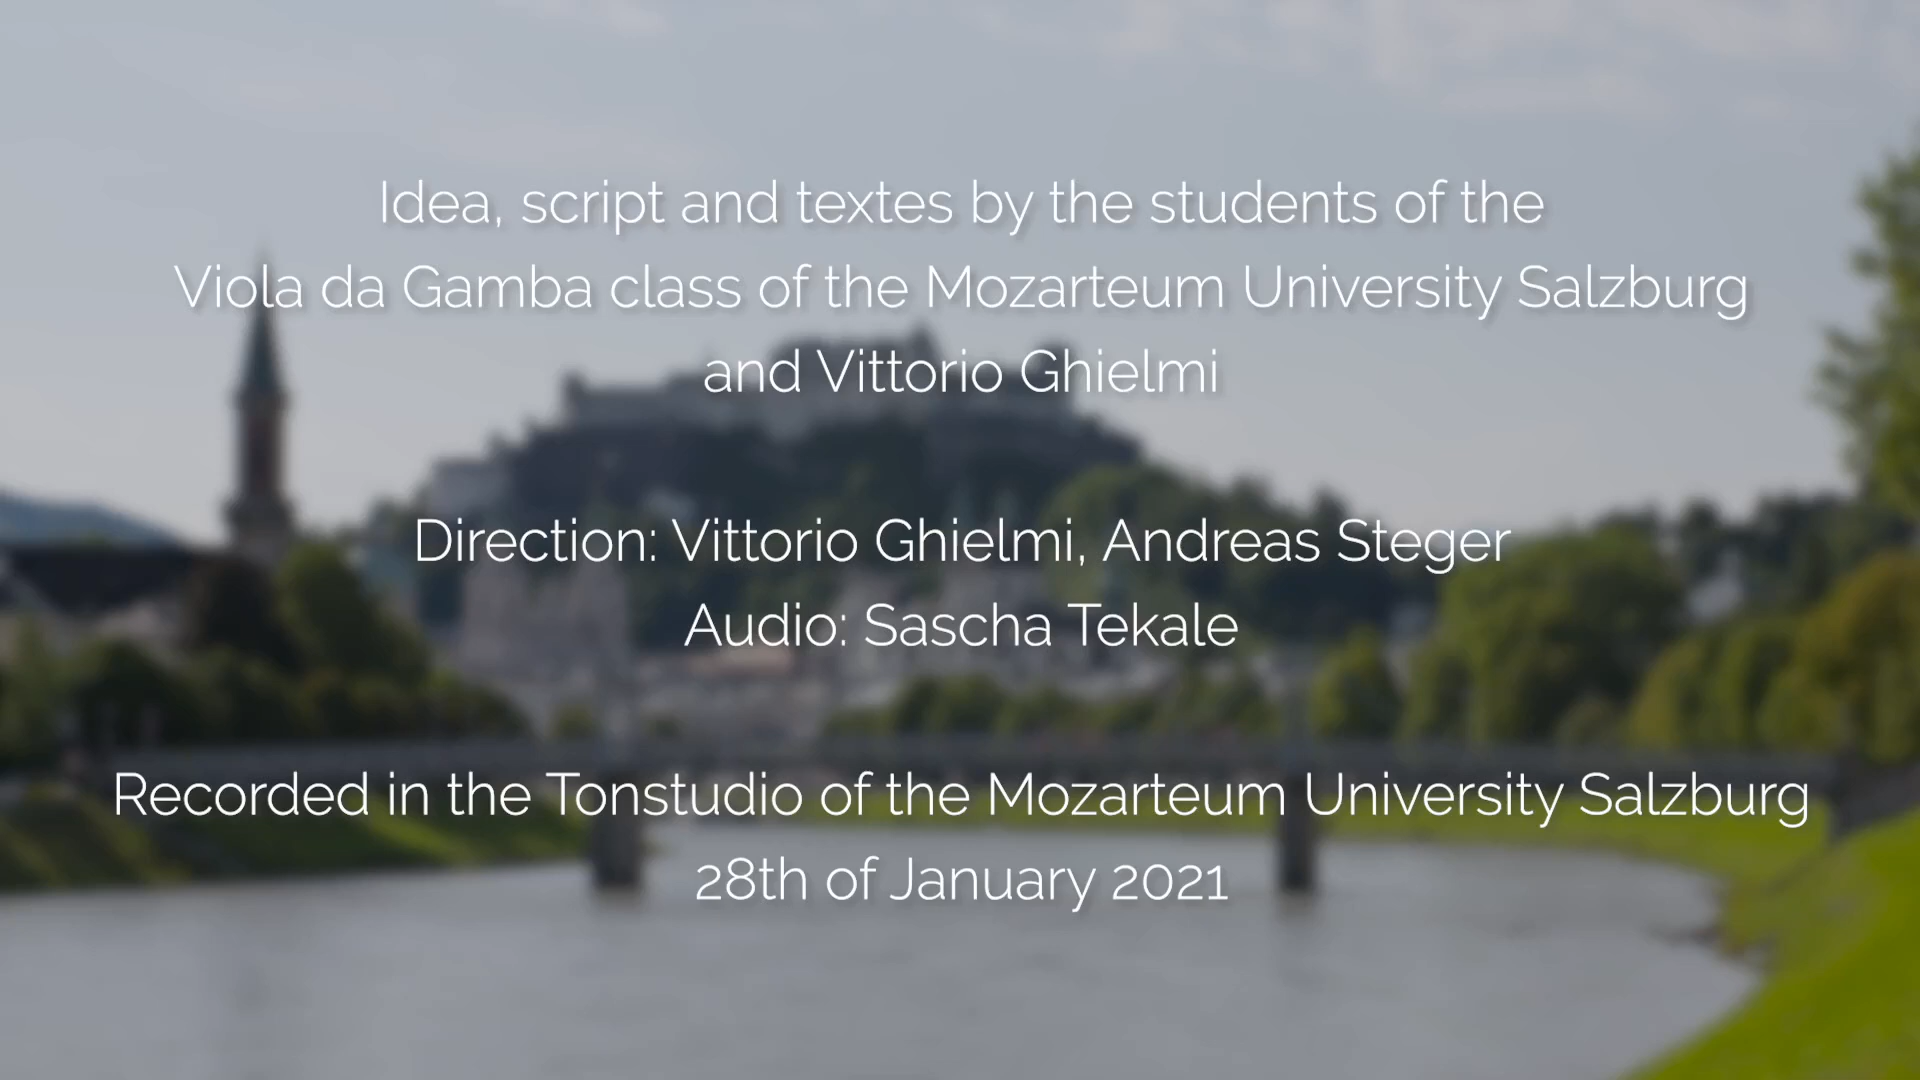 Idea, script and textes by the students of the
Viola da Gamba class of the Mozarteum University Salzburg
and Vittorio Ghielmi
Direction: Vittorio Ghielmi, Andreas Steger
Audio: Sascha Tekale
Recorded in the Tonstudio of the Mozarteum University Salzburg
28th of January 2021